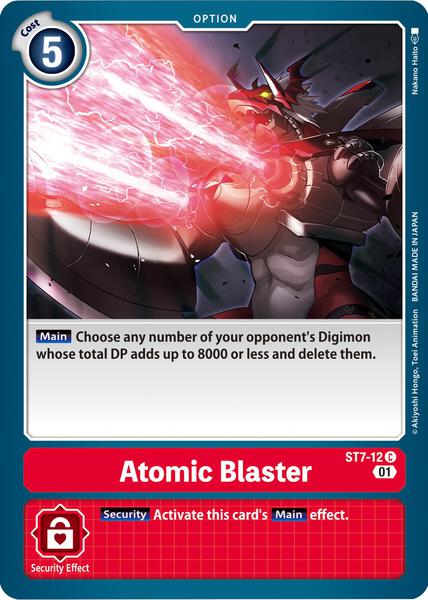 OPTION
Cost
5
Nakano Haito
BANDAI MADE IN JAPAN
© Akiyoshi Hongo, Toei Animation
Main Choose any number of your opponent's Digimon
whose total DP adds up to 8000 or less and delete them.
ST7-12 C
Atomic Blaster
01
Security Activate this card's Main effect.
Security Effect